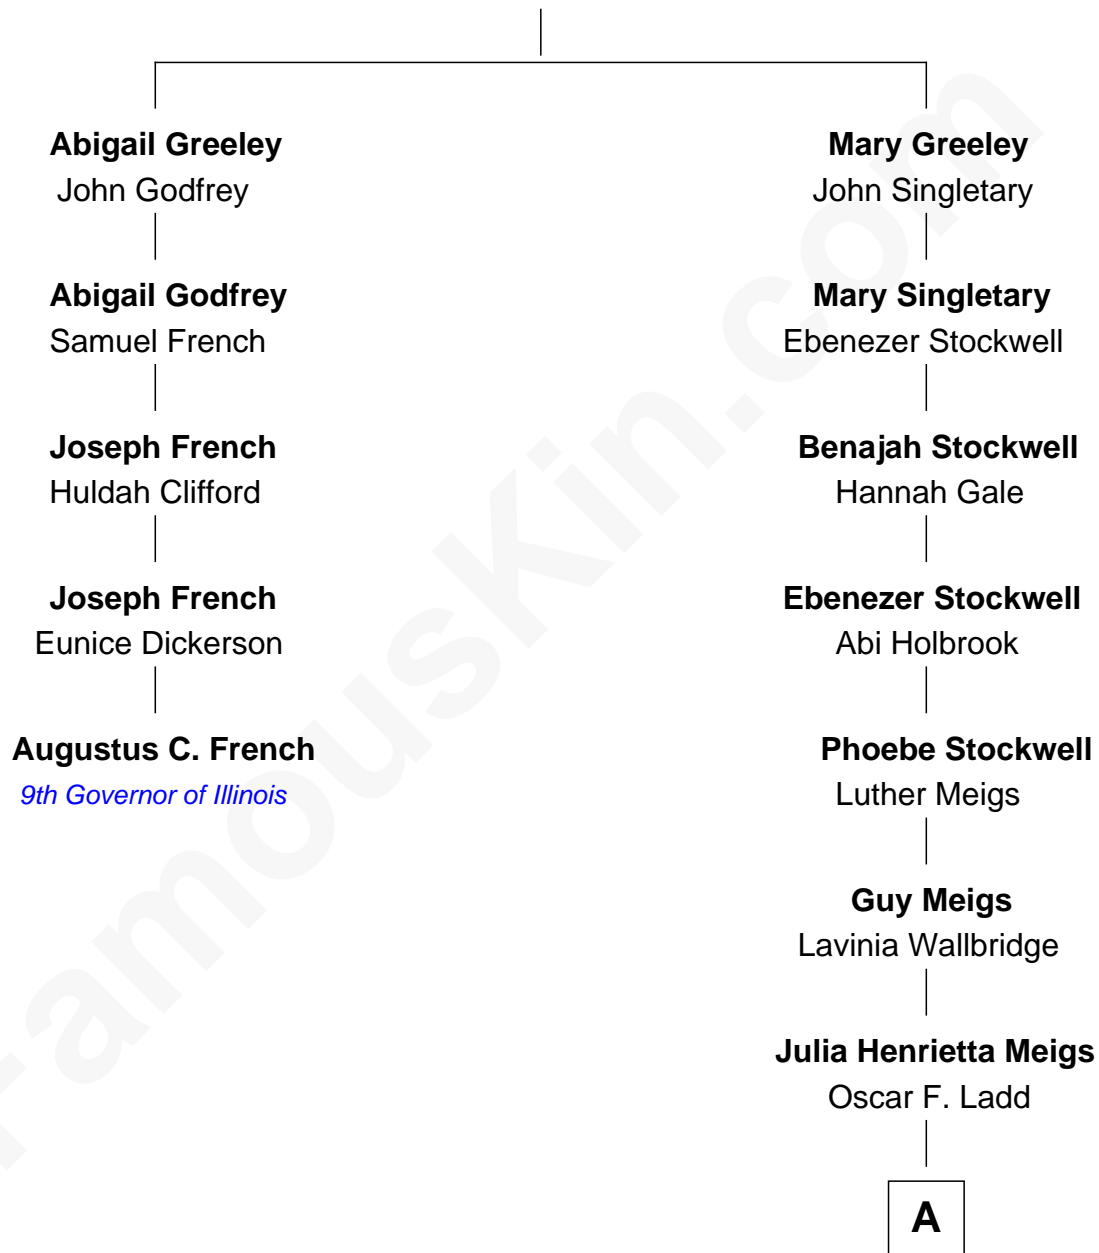 Abigail Greeley
John Godfrey
Abigail Godfrey
Samuel French
Joseph French
Huldah Clifford
Joseph French
Eunice Dickerson
Augustus C. French
9th Governor of Illinois
Mary Greeley
John Singletary
Mary Singletary
Ebenezer Stockwell
Benajah Stockwell
Hannah Gale
Ebenezer Stockwell
Abi Holbrook
Phoebe Stockwell
Luther Meigs
Guy Meigs
Lavinia Wallbridge
Julia Henrietta Meigs
Oscar F. Ladd
A
FamousKin.com